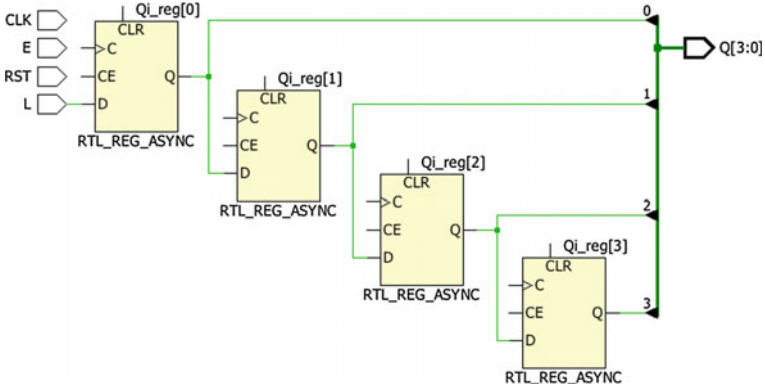 CLK
E
RST
L
Qi_reg[0]
CLR
C
CE
Q
D
RTL_REG_ASYNC
Qi_reg[1]
CLR
C
CE
Q
D
RTL_REG_ASYNC
Qi_reg[2]
CLR
C
CE
Q
D
RTL_REG_ASYNC
Qi_reg[3]
CLR
C
CE
Q
D
RTL_REG_ASYNC
0
1
2
3
Q[3:0]